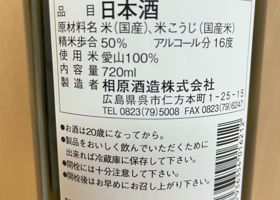 品目 日本酒
原材料名 米（国産）、米こうじ（国産米）
精米歩合 50% アルコール分 16度
使用米 愛山100%
内容量 720ml
製造者 相原酒造株式会社
広島県呉市仁方本町1-25-15
TEL 0823(79)5008 FAX 0823(79)6247
●お酒は20歳になってから。
●製品をおいしく飲んでいただくために
出来れば冷蔵庫に保存して下さい。
●開栓には十分注意して下さい。
●開栓後はお早めにお召し上がり下さい。